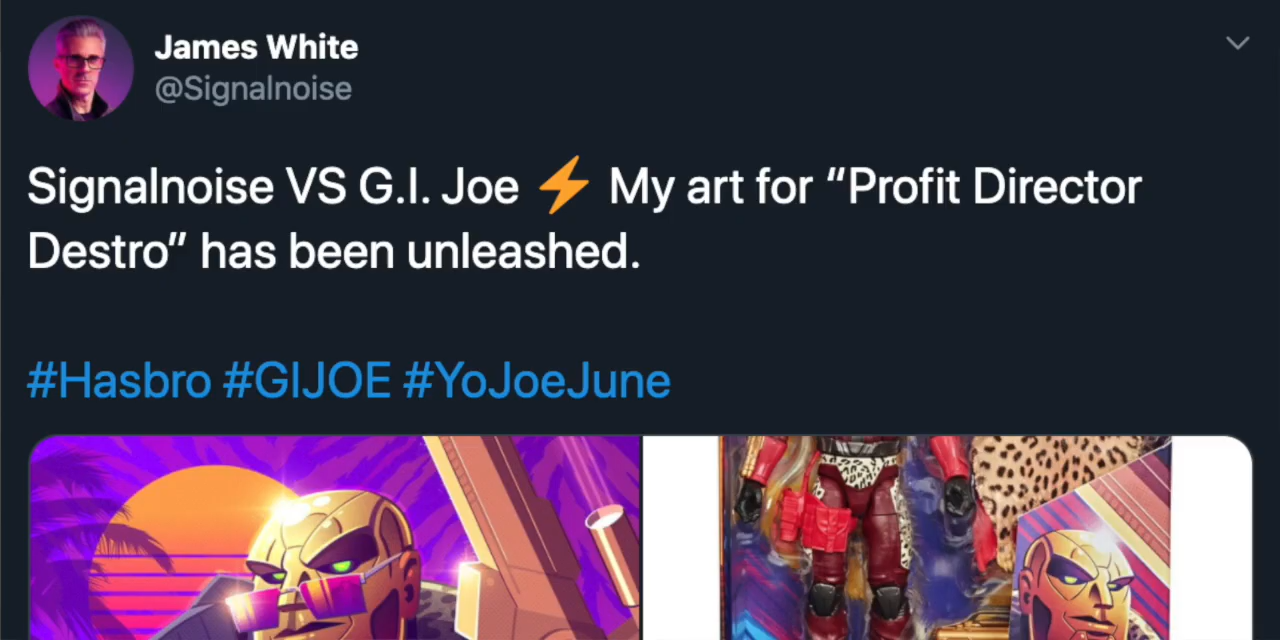 James White
@Signalnoise
Signalnoise VS G.I. Joe ⚡ My art for “Profit Director
Destro” has been unleashed.
#Hasbro #GIJOE #YoJoeJune